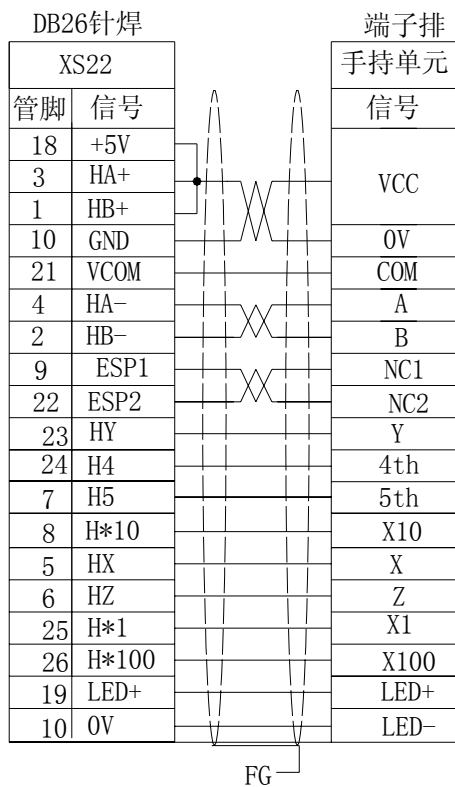 DB26针焊 端子排
XS22 手持单元
管脚 信号 信号
18 +5V
3 HA+ VCC
1 HB+
10 GND 0V
21 VCOM COM
4 HA- A
2 HB- B
9 ESP1 NC1
22 ESP2 NC2
23 HY Y
24 H4 4th
7 H5 5th
8 H*10 X10
5 HX X
6 HZ Z
25 H*1 X1
26 H*100 X100
19 LED+ LED+
10 0V LED-
FG